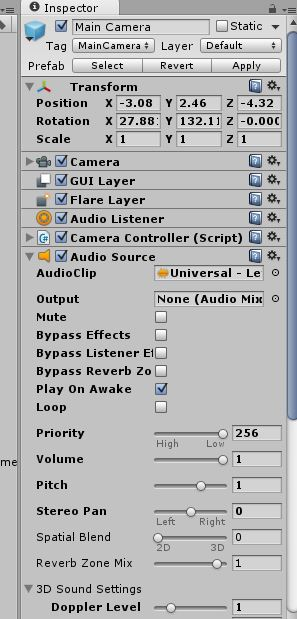 Inspector
Main Camera Static
Tag MainCamera Layer Default
Prefab Select Revert Apply
Transform
Position X -3.08 Y 2.46 Z -4.32
Rotation X 27.88 Y 132.11 Z -0.000
Scale X 1 Y 1 Z 1
Camera
GUI Layer
Flare Layer
Audio Listener
Camera Controller (Script)
Audio Source
AudioClip Universal - Le
Output None (Audio Mix
Mute
Bypass Effects
Bypass Listener Ef
Bypass Reverb Zo
Play On Awake
Loop
Priority 256
High Low
Volume 1
Pitch 1
me
Stereo Pan 0
Left Right
Spatial Blend 0
2D 3D
Reverb Zone Mix 1
3D Sound Settings
Doppler Level 1